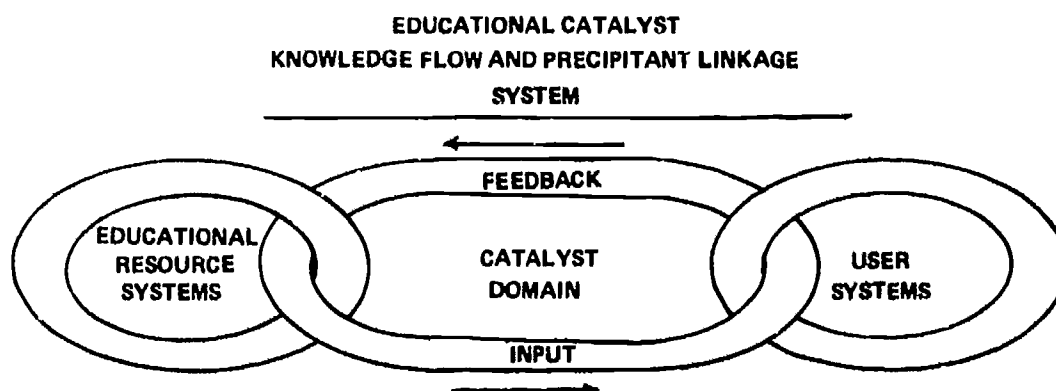 EDUCATIONAL CATALYST
KNOWLEDGE FLOW AND PRECIPITANT LINKAGE
SYSTEM
FEEDBACK
EDUCATIONAL
RESOURCE
SYSTEMS
CATALYST
DOMAIN
USER
SYSTEMS
INPUT